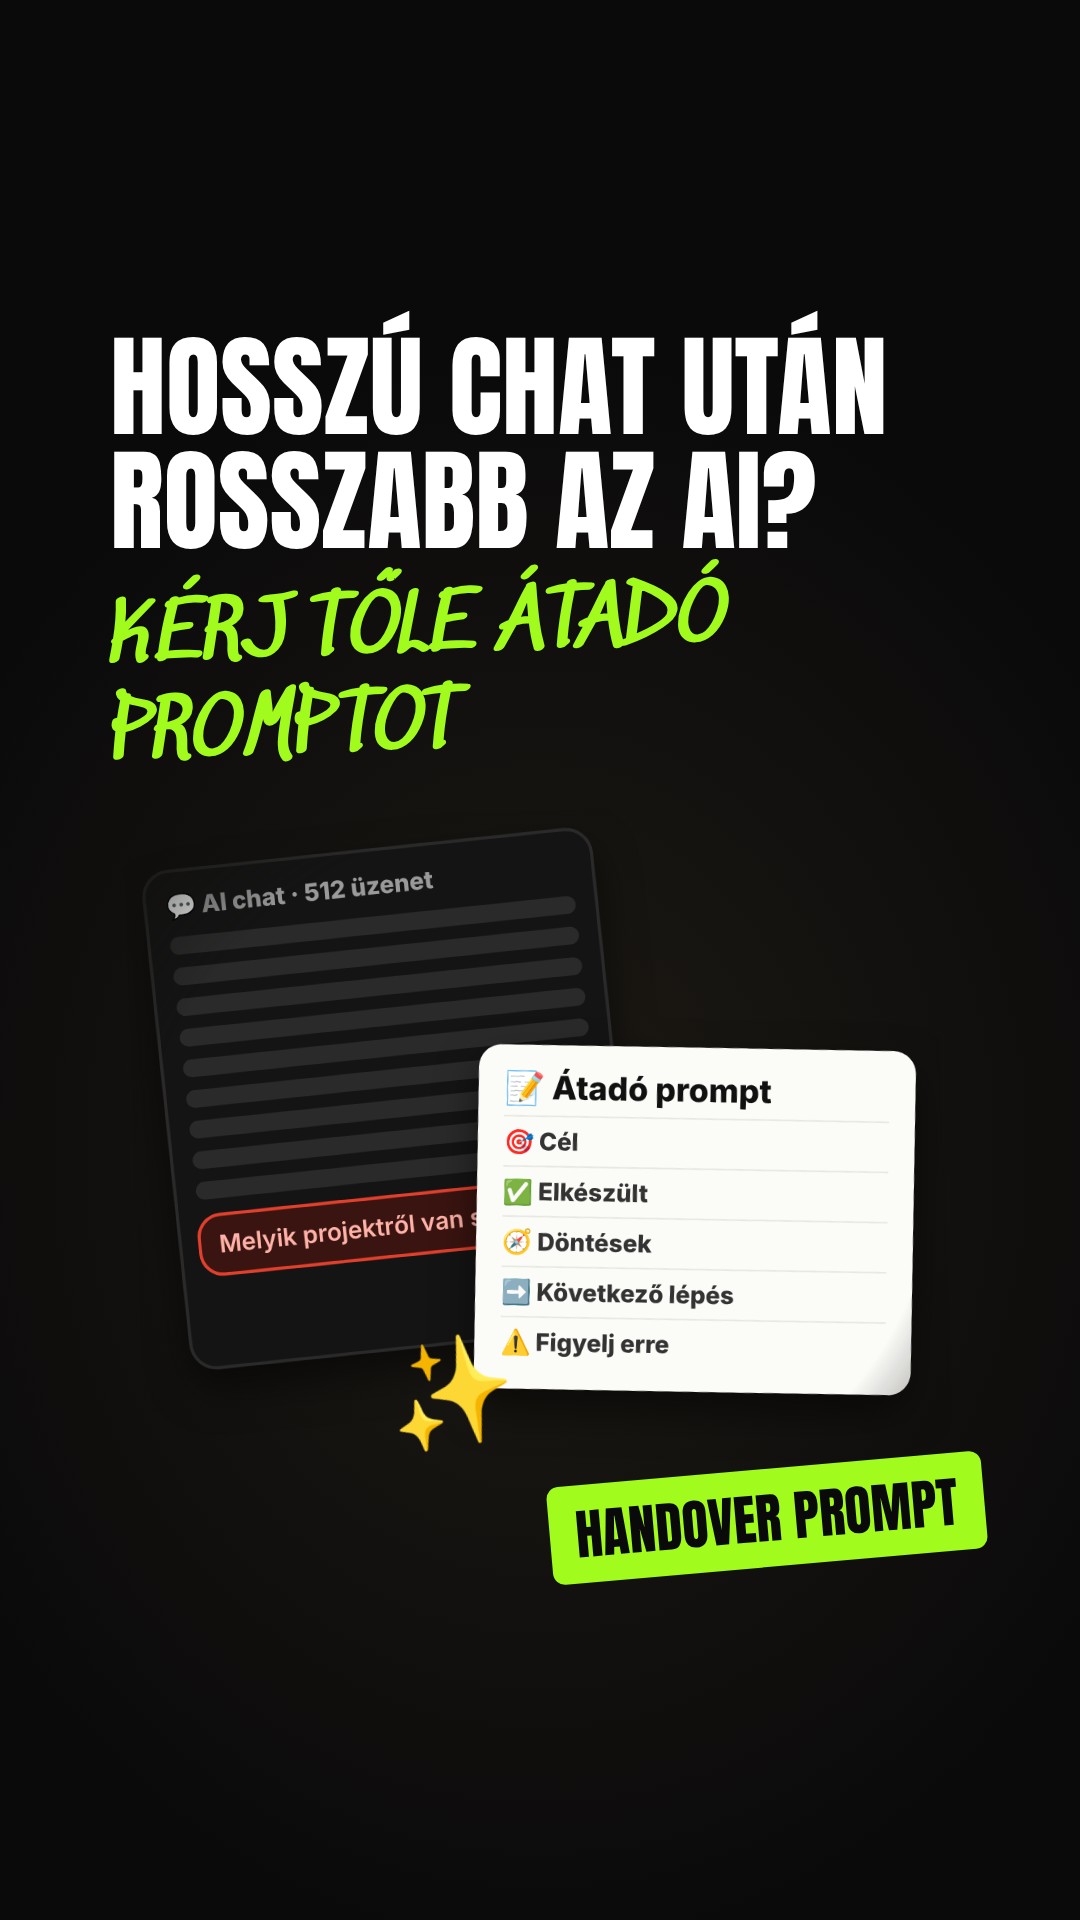 HOSSZÚ CHAT UTÁN
ROSSZABB AZ AI?
KÉRJ TŐLE ÁTADÓ
PROMPTOT
💬 AI chat · 512 üzenet
Melyik projektről van
📝 Átadó prompt
🎯 Cél
✅ Elkészült
🧭 Döntések
➡️ Következő lépés
⚠️ Figyelj erre
HANDOVER PROMPT